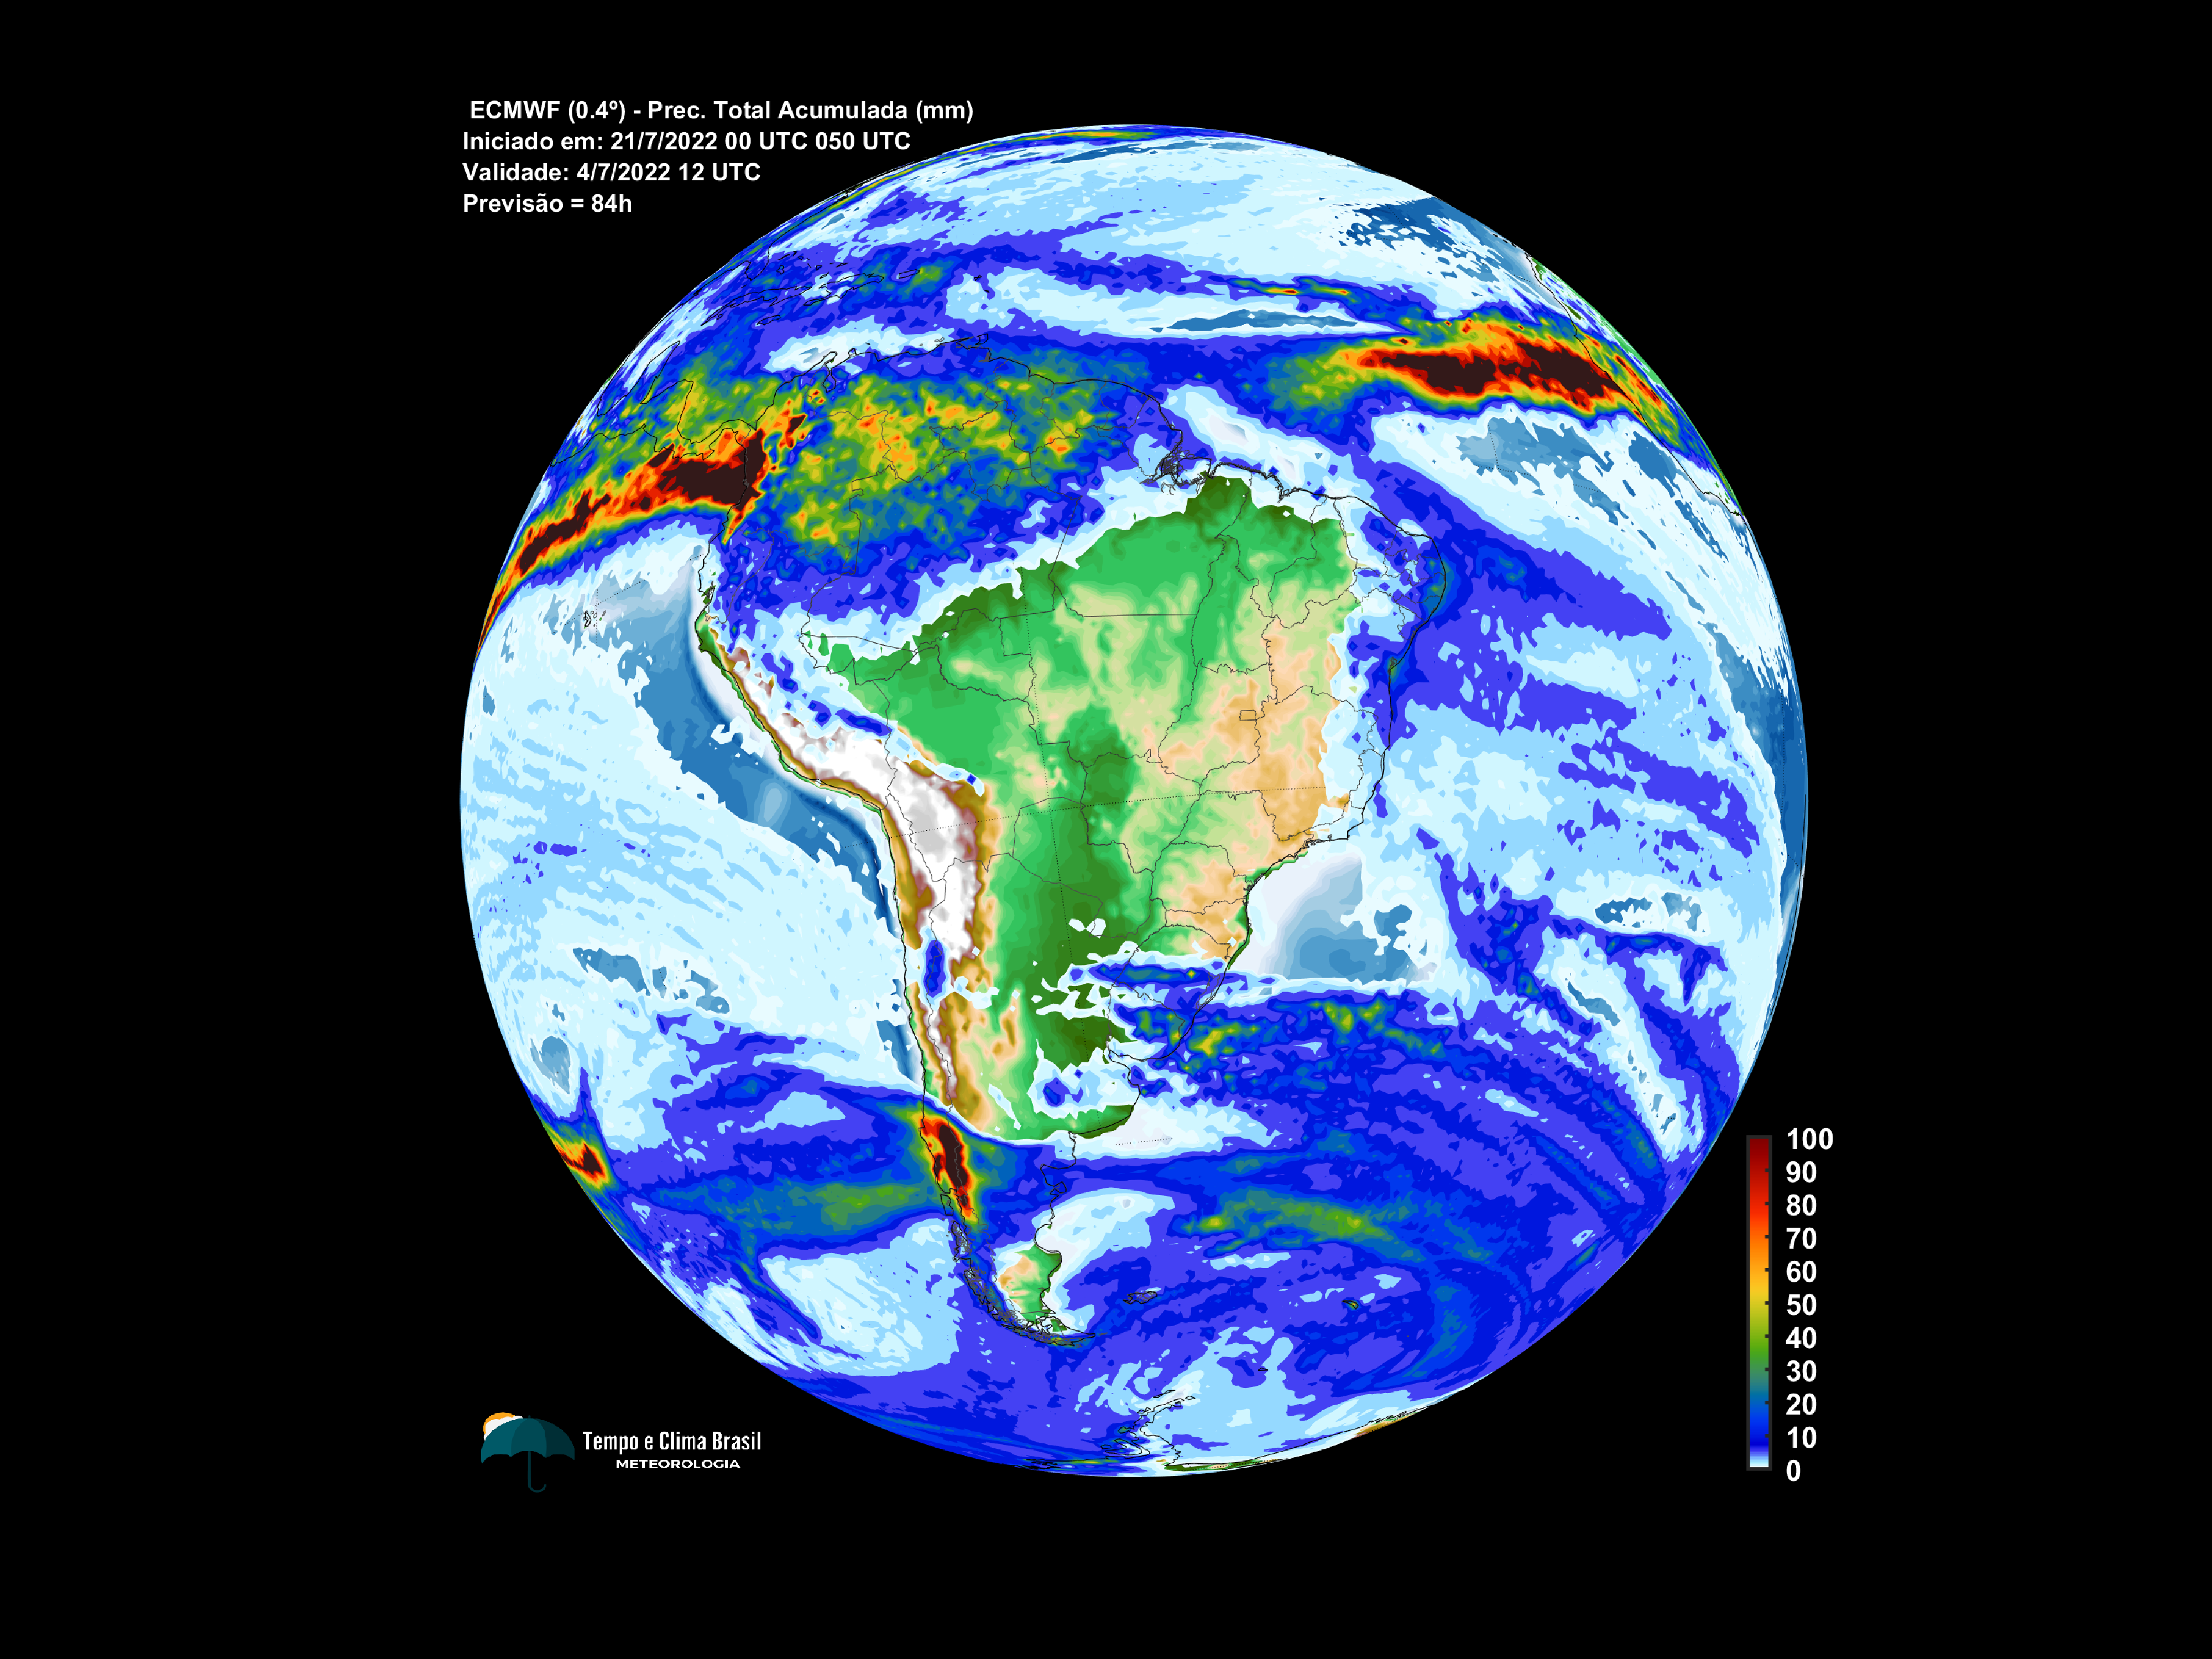 ECMWF (0.4º) - Prec. Total Acumulada (mm)
Iniciado em: 21/7/2022 00 UTC 050 UTC
Validade: 4/7/2022 12 UTC
Previsão = 84h
100
90
80
70
60
50
40
30
20
10
0
Tempo e Clima Brasil
METEOROLOGIA